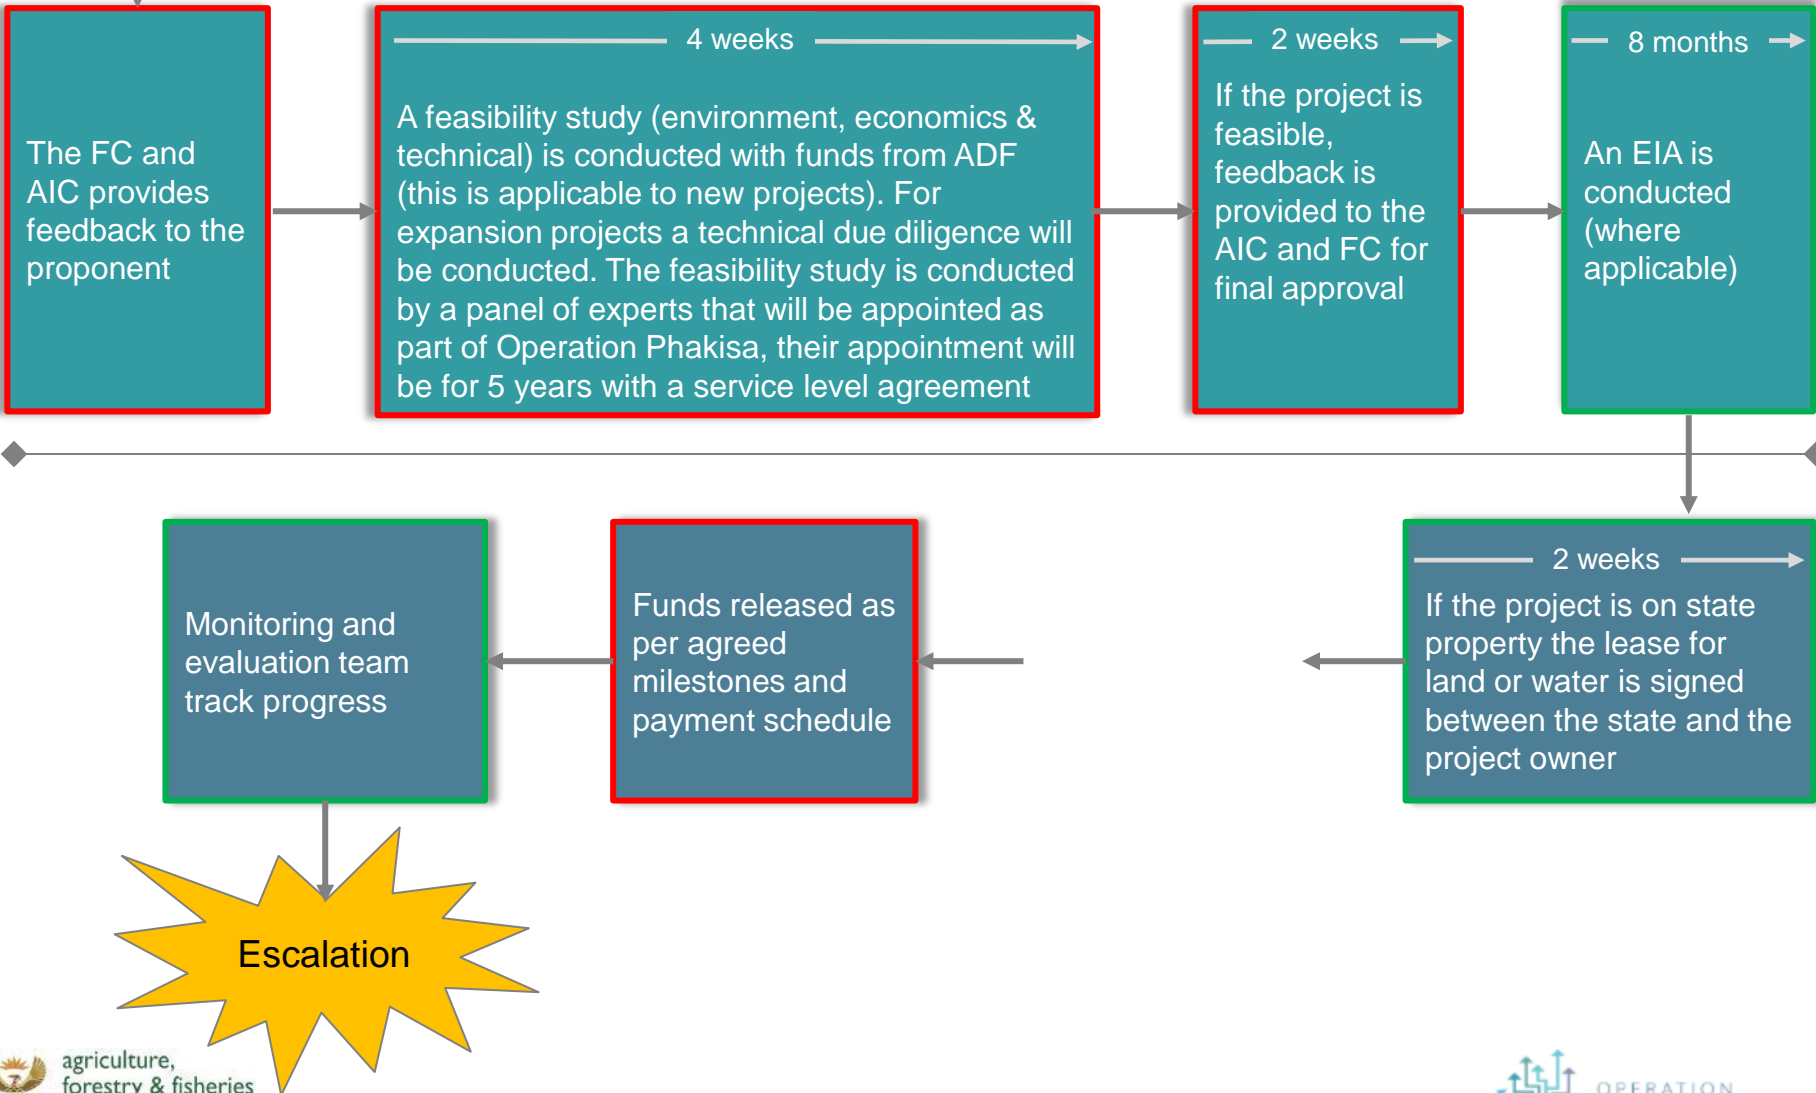 The FC and
AIC provides
feedback to the
proponent
4 weeks
A feasibility study (environment, economics &
technical) is conducted with funds from ADF
(this is applicable to new projects). For
expansion projects a technical due diligence will
be conducted. The feasibility study is conducted
by a panel of experts that will be appointed as
part of Operation Phakisa, their appointment will
be for 5 years with a service level agreement
2 weeks
If the project is
feasible,
feedback is
provided to the
AIC and FC for
final approval
8 months
An EIA is
conducted
(where
applicable)
2 weeks
If the project is on state
property the lease for
land or water is signed
between the state and the
project owner
Funds released as
per agreed
milestones and
payment schedule
Monitoring and
evaluation team
track progress
Escalation
agriculture,
forestry & fisheries
OPERATION